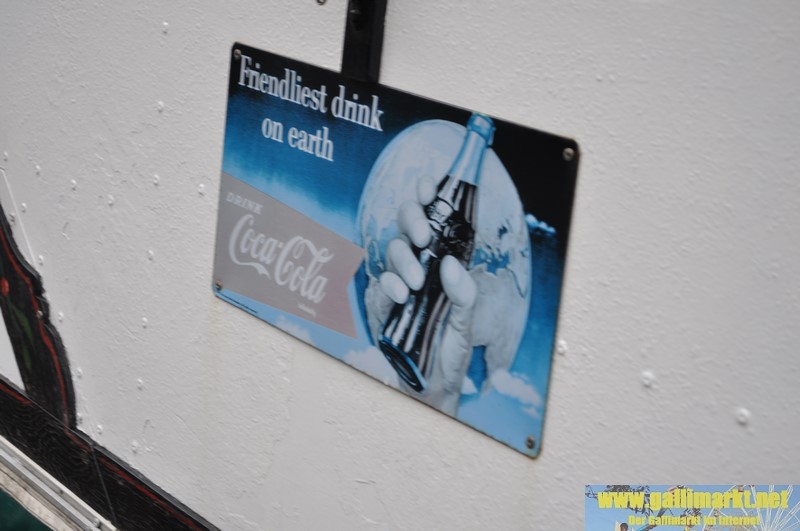 Friendliest drink
on earth
DRINK
Coca-Cola
www.gallimarkt.net
Der Gallimarkt im Internet